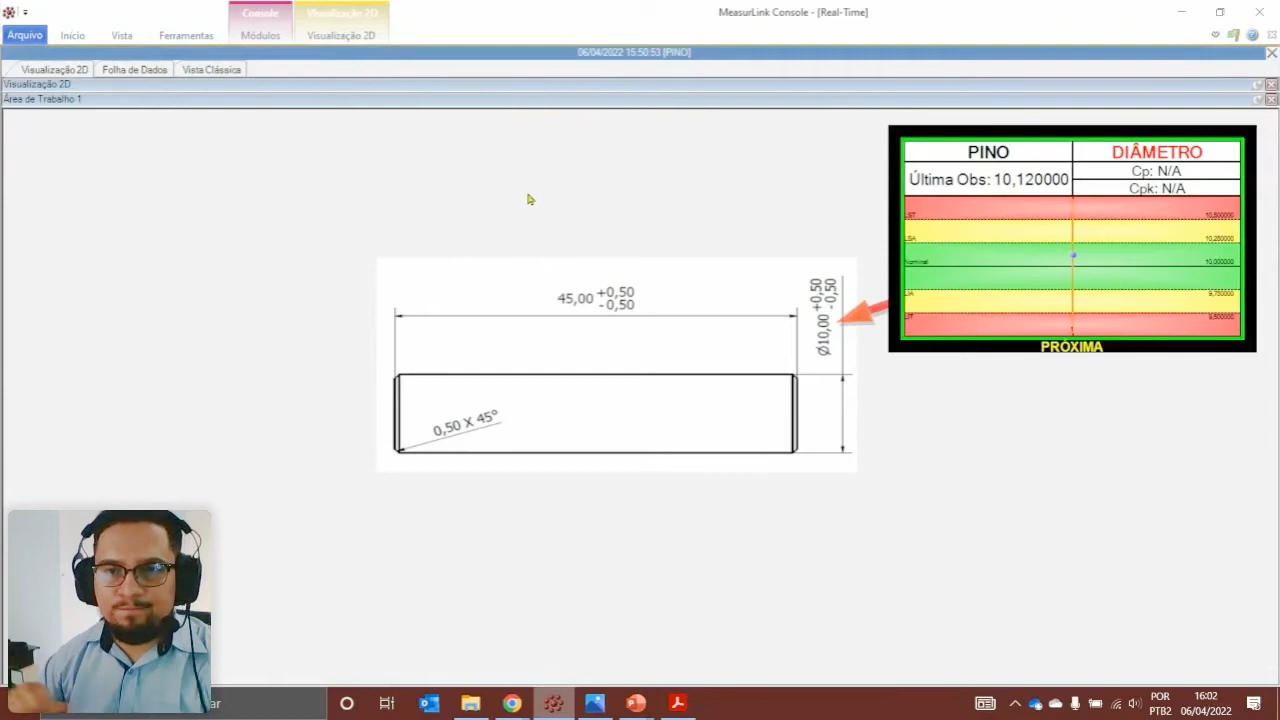 MeasurLink Console - [Real-Time]
Console
Visualização 2D
Arquivo
Início
Vista
Ferramentas
Módulos
Visualização 2D
06/04/2022 15:50:53 [PINO]
Visualização 2D
Folha de Dados
Vista Clássica
Visualização 2D
Área de Trabalho 1
PINO
DIÂMETRO
Última Obs: 10,120000
Cp: N/A
Cpk: N/A
LST 10,500000
LSA 10,250000
Nominal 10,000000
LIA 9,750000
LIT 9,500000
PRÓXIMA
45,00 +0,50 -0,50
Ø10,00 +0,50 -0,50
0,50 X 45°
ar
POR
PTB2
16:02
06/04/2022